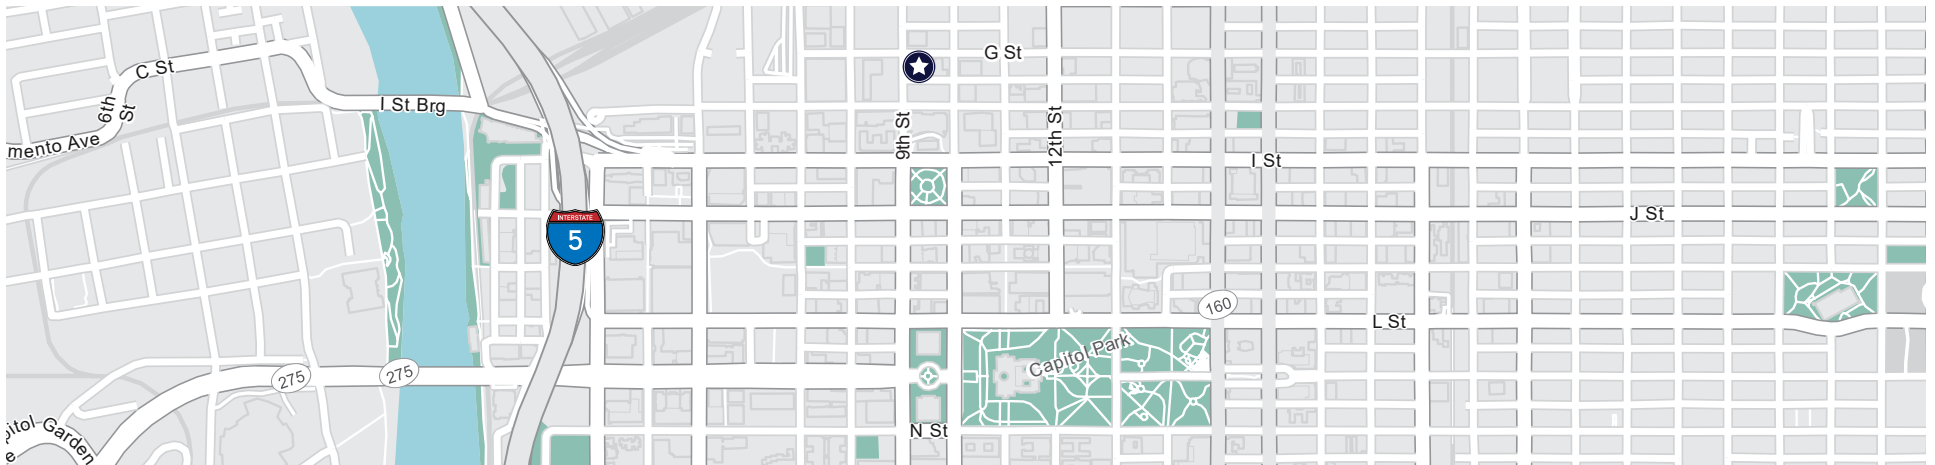 G St
C St
I St Brg
6th
St
mento Ave
9th St
12th St
I St
INTERSTATE
5
J St
160
L St
Capitol Park
275
275
pitol Garden
N St
e